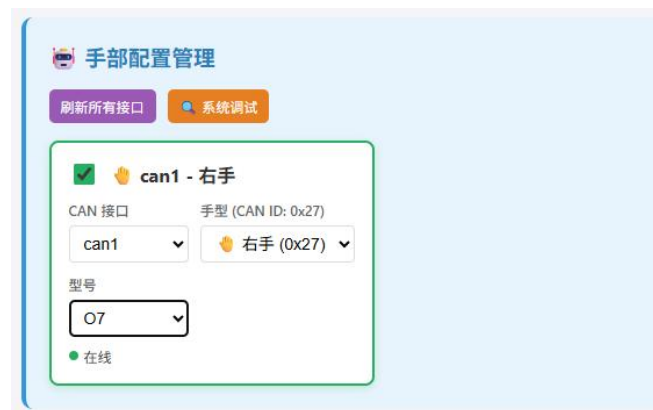 手部配置管理
刷新所有接口
系统调试
can1 - 右手
CAN 接口 手型 (CAN ID: 0x27)
can1 右手 (0x27)
型号
O7
在线